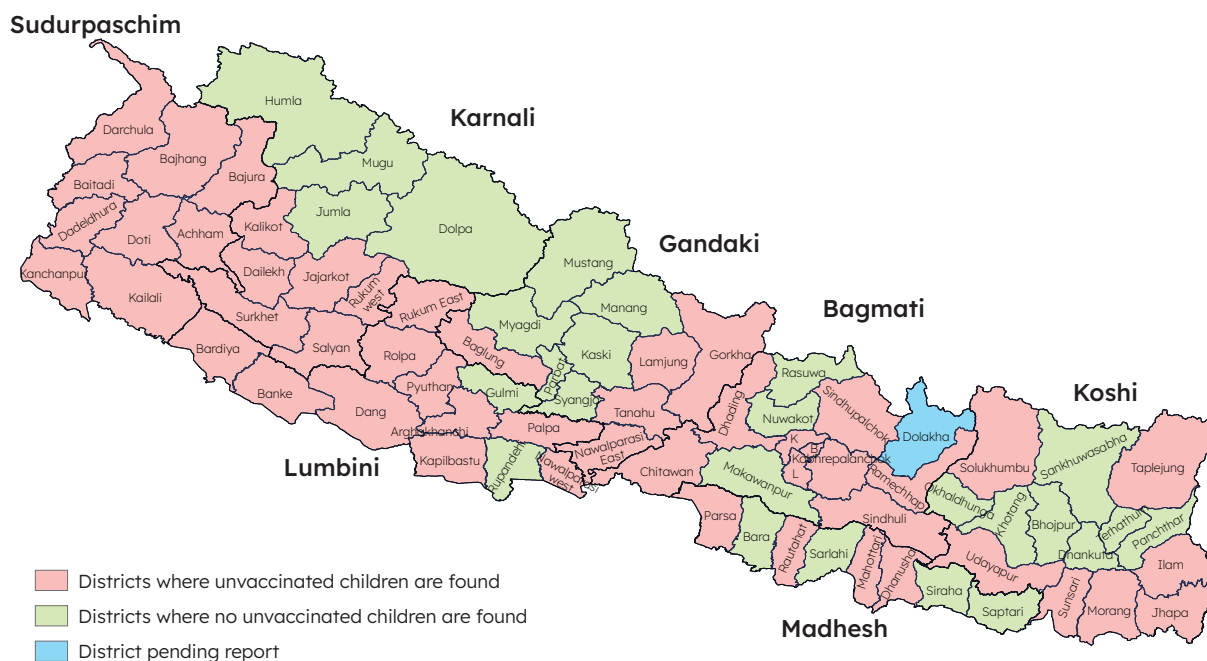 Sudurpaschim
Karnali
Gandaki
Bagmati
Koshi
Lumbini
Madhesh
Humla
Darchula
Bajhang
Mugu
Bajura
Baitadi
Jumla
Dadeldhura
Kalikot
Dolpa
Doti
Achham
Mustang
Kanchanpu
Dailekh
Jajarkot
Rukum
west
Rukum East
Manang
Kailali
Surkhet
Myagdi
Baglung
Kaski
Lamjung
Gorkha
Bardiya
Salyan
Rolpa
Parbat
Rasuwa
Sindhupalchok
Banke
Pyuthan
Gulmi
Syangja
Tanahu
Dhading
Nuwakot
Dolakha
Dang
Arghakhanchi
Palpa
Nawalparasi
East
K
B
L
Kabhrepalanchok
Ramechhap
Solukhumbu
Sankhuwasabha
Taplejung
Kapilbastu
Rupandehi
Nawalparasi
west
Chitawan
Makawanpur
Okhaldhunga
Khotang
Bhojpur
Terhathum
Panchthar
Dhankuta
Parsa
Bara
Rautahat
Sarlahi
Mahottari
Dhanusha
Sindhuli
Siraha
Saptari
Udayapur
Sunsari
Morang
Ilam
Jhapa
Districts where unvaccinated children are found
Districts where no unvaccinated children are found
District pending report